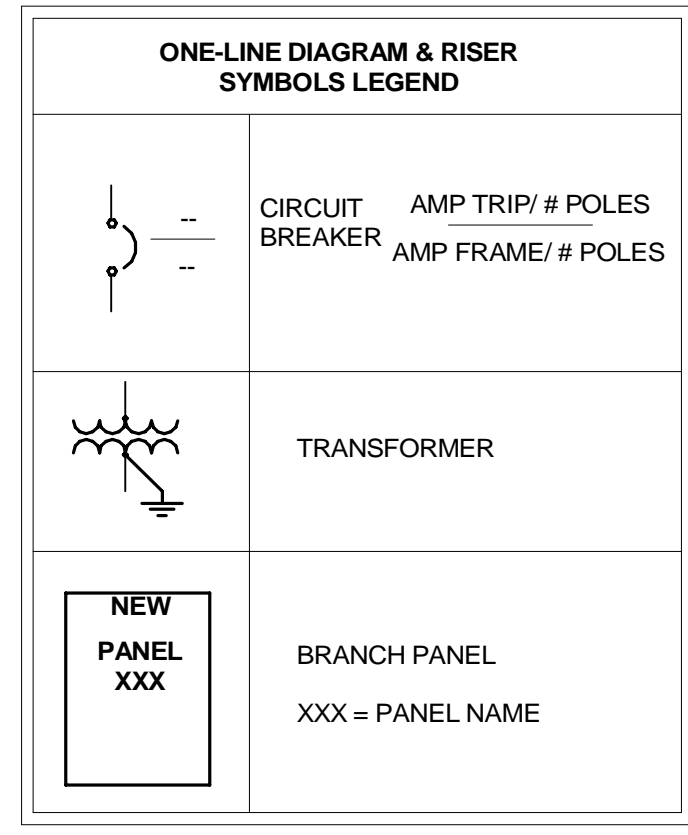 ONE-LINE DIAGRAM & RISER
SYMBOLS LEGEND
--
--
CIRCUIT
BREAKER
AMP TRIP/ # POLES
AMP FRAME/ # POLES
TRANSFORMER
NEW
PANEL
XXX
BRANCH PANEL
XXX = PANEL NAME